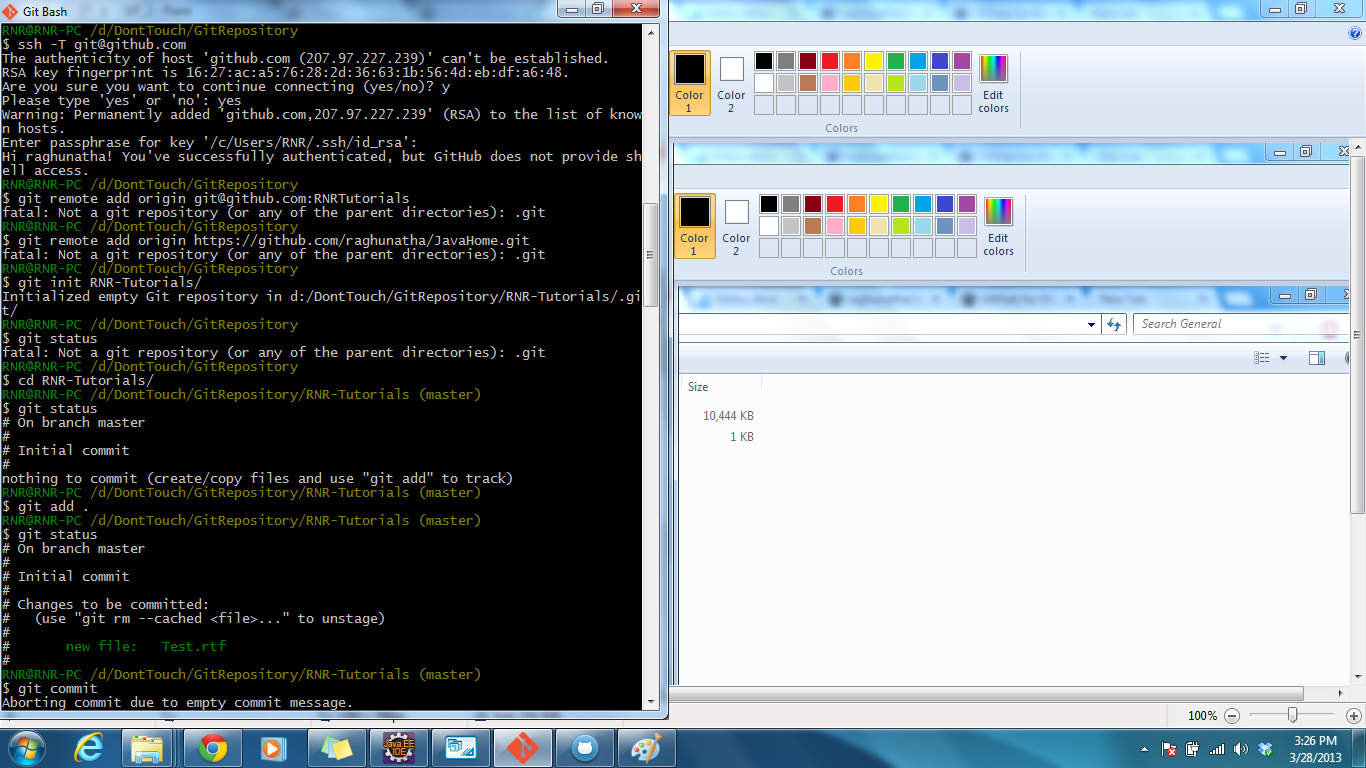 Git Bash
RNR@RNR-PC /d/DontTouch/GitRepository
$ ssh -T git@github.com
The authenticity of host 'github.com (207.97.227.239)' can't be established.
RSA key fingerprint is 16:27:ac:a5:76:28:2d:36:63:1b:56:4d:eb:df:a6:48.
Are you sure you want to continue connecting (yes/no)? y
Please type 'yes' or 'no': yes
Warning: Permanently added 'github.com,207.97.227.239' (RSA) to the list of know
n hosts.
Enter passphrase for key '/c/Users/RNR/.ssh/id_rsa':
Hi raghunatha! You've successfully authenticated, but GitHub does not provide sh
ell access.
RNR@RNR-PC /d/DontTouch/GitRepository
$ git remote add origin git@github.com:RNRTutorials
fatal: Not a git repository (or any of the parent directories): .git
RNR@RNR-PC /d/DontTouch/GitRepository
$ git remote add origin https://github.com/raghunatha/JavaHome.git
fatal: Not a git repository (or any of the parent directories): .git
RNR@RNR-PC /d/DontTouch/GitRepository
$ git init RNR-Tutorials/
Initialized empty Git repository in d:/DontTouch/GitRepository/RNR-Tutorials/.gi
t/
RNR@RNR-PC /d/DontTouch/GitRepository
$ git status
fatal: Not a git repository (or any of the parent directories): .git
RNR@RNR-PC /d/DontTouch/GitRepository
$ cd RNR-Tutorials/
RNR@RNR-PC /d/DontTouch/GitRepository/RNR-Tutorials (master)
$ git status
# On branch master
#
# Initial commit
#
nothing to commit (create/copy files and use "git add" to track)
RNR@RNR-PC /d/DontTouch/GitRepository/RNR-Tutorials (master)
$ git add .
RNR@RNR-PC /d/DontTouch/GitRepository/RNR-Tutorials (master)
$ git status
# On branch master
#
# Initial commit
#
# Changes to be committed:
#   (use "git rm --cached <file>..." to unstage)
#
#       new file:   Test.rtf
#
RNR@RNR-PC /d/DontTouch/GitRepository/RNR-Tutorials (master)
$ git commit
Aborting commit due to empty commit message.
Color 1
Color 2
Edit colors
Colors
Color 1
Color 2
Edit colors
Colors
Search General
Size
10,444 KB
1 KB
100%
Java EE
IDE
3:26 PM
3/28/2013